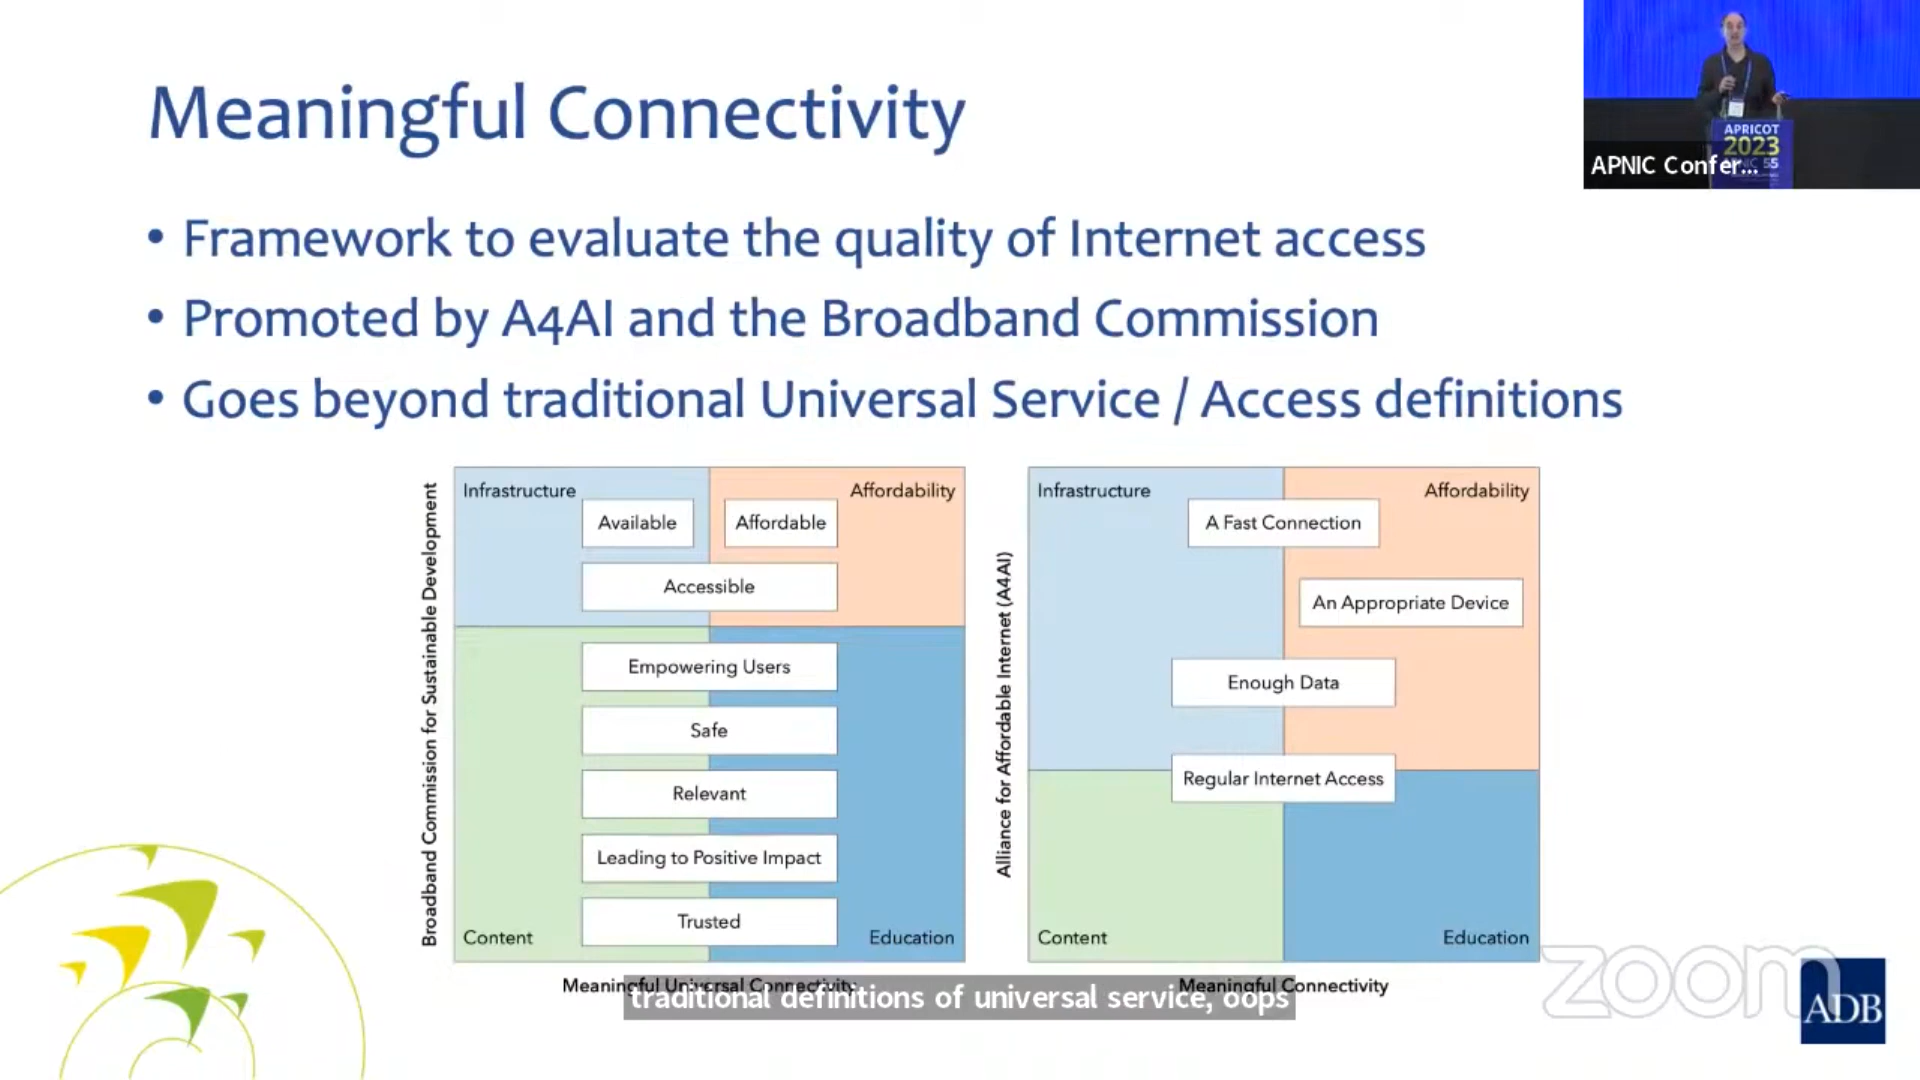 Meaningful Connectivity
APRICOT
2023
APNIC 55
APNIC Confer...
• Framework to evaluate the quality of Internet access
• Promoted by A4AI and the Broadband Commission
• Goes beyond traditional Universal Service / Access definitions
Broadband Commission for Sustainable Development
Infrastructure
Affordability
Available
Affordable
Accessible
Empowering Users
Safe
Relevant
Leading to Positive Impact
Trusted
Content
Education
Meaningful Universal Connectivity
Alliance for Affordable Internet (A4AI)
Infrastructure
Affordability
A Fast Connection
An Appropriate Device
Enough Data
Regular Internet Access
Content
Education
Meaningful Connectivity
traditional definitions of universal service, oops
zoom
ADB